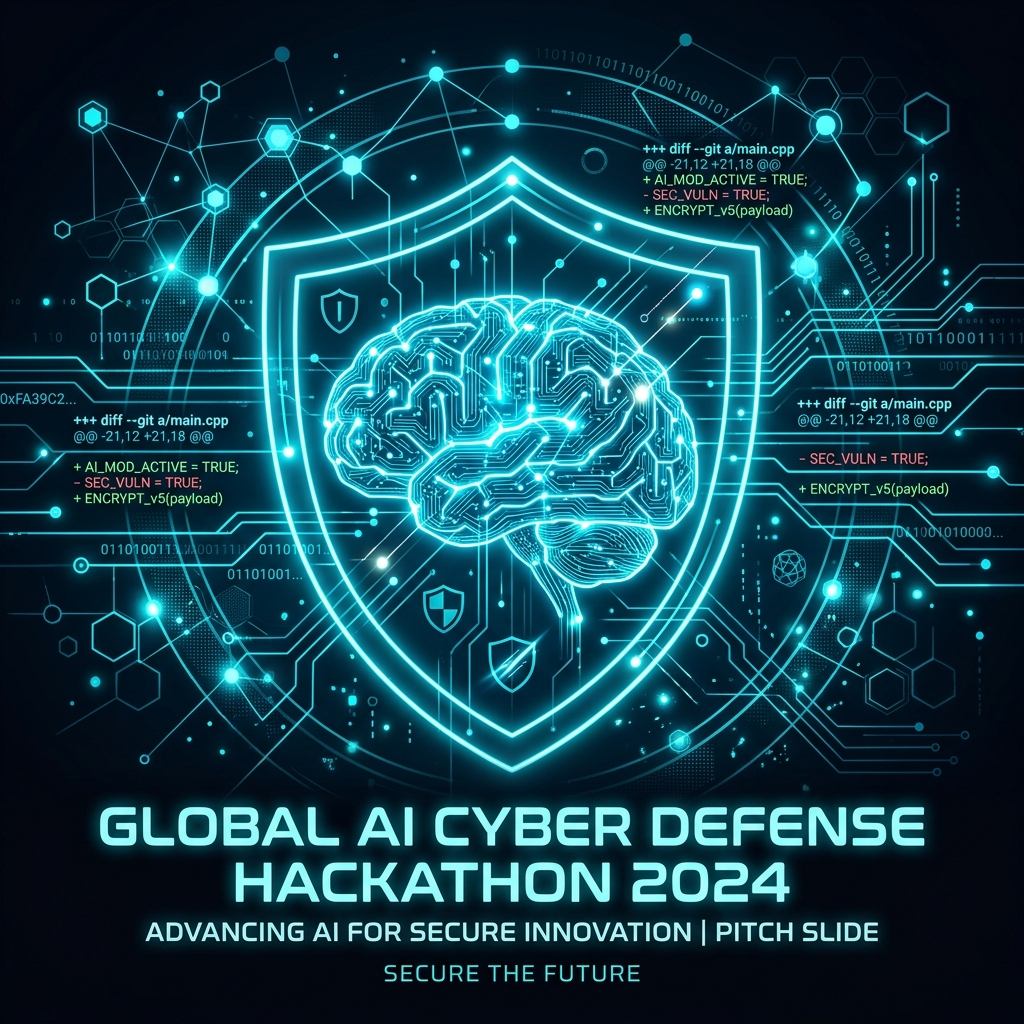 +++ diff --git a/main.cpp
@@ -21,12 +21,18 @@
+ AI_MOD_ACTIVE = TRUE;
- SEC_VULN = TRUE;
+ ENCRYPT_v5(payload)
0xFA39C2...
+++ diff --git a/main.cpp
@@ -21,12 +21,18 @@
+ AI_MOD_ACTIVE = TRUE;
- SEC_VULN = TRUE;
+ ENCRYPT_v5(payload)
+++ diff --git a/main.cpp
@@ -21,12 +21,18 @@
- SEC_VULN = TRUE;
+ ENCRYPT_v5(payload)
01101001...
GLOBAL AI CYBER DEFENSE
HACKATHON 2024
ADVANCING AI FOR SECURE INNOVATION | PITCH SLIDE
SECURE THE FUTURE